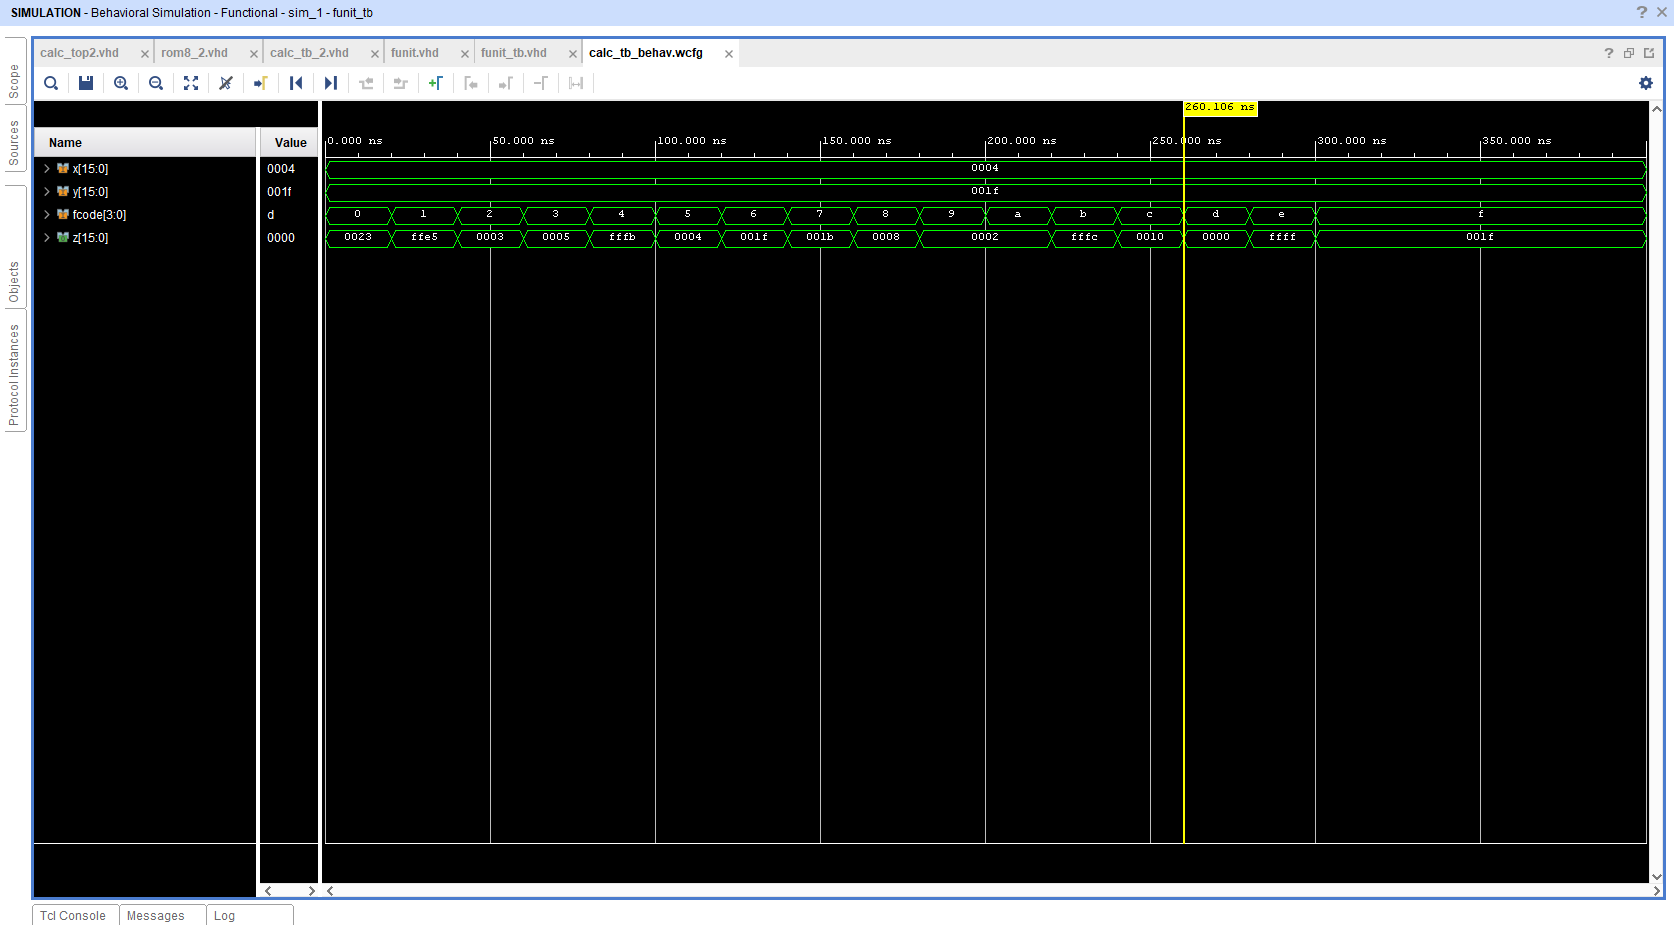 SIMULATION - Behavioral Simulation - Functional - sim_1 - funit_tb
Scope
Sources
Objects
Protocol Instances
calc_top2.vhd rom8_2.vhd calc_tb_2.vhd funit.vhd funit_tb.vhd calc_tb_behav.wcfg
260.106 ns
Name Value 0.000 ns 50.000 ns 100.000 ns 150.000 ns 200.000 ns 250.000 ns 300.000 ns 350.000 ns
x[15:0] 0004 0004
y[15:0] 001f 001f
fcode[3:0] d 0 1 2 3 4 5 6 7 8 9 a b c d e f
z[15:0] 0000 0023 ffe5 0003 0005 fffb 0004 001f 001b 0008 0002 fffc 0010 0000 ffff 001f
Tcl Console Messages Log